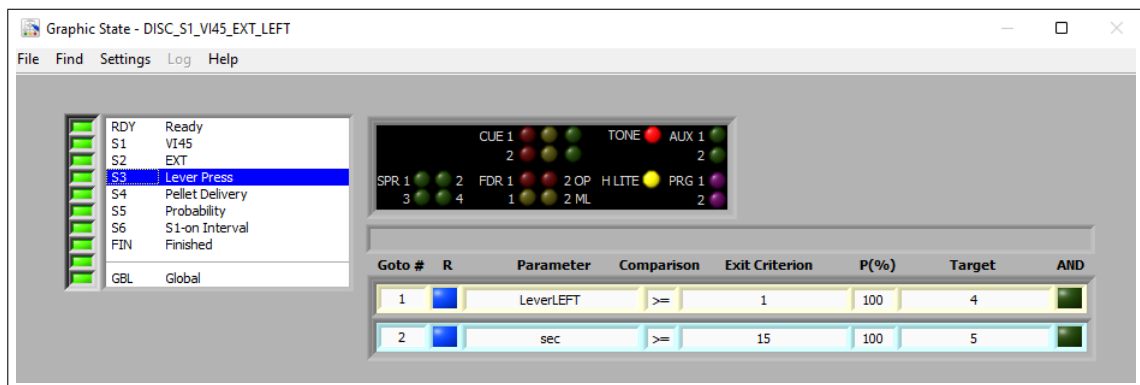 Graphic State - DISC_S1_VI45_EXT_LEFT
File Find Settings Log Help
RDY Ready
S1 VI45
S2 EXT
S3 Lever Press
S4 Pellet Delivery
S5 Probability
S6 S1-on Interval
FIN Finished
GBL Global
CUE 1 TONE AUX 1
2 2
SPR 1 2 FDR 1 2 OP H LITE PRG 1
3 4 1 2 ML 2
Goto # R Parameter Comparison Exit Criterion P(%) Target AND
1 LeverLEFT >= 1 100 4
2 sec >= 15 100 5